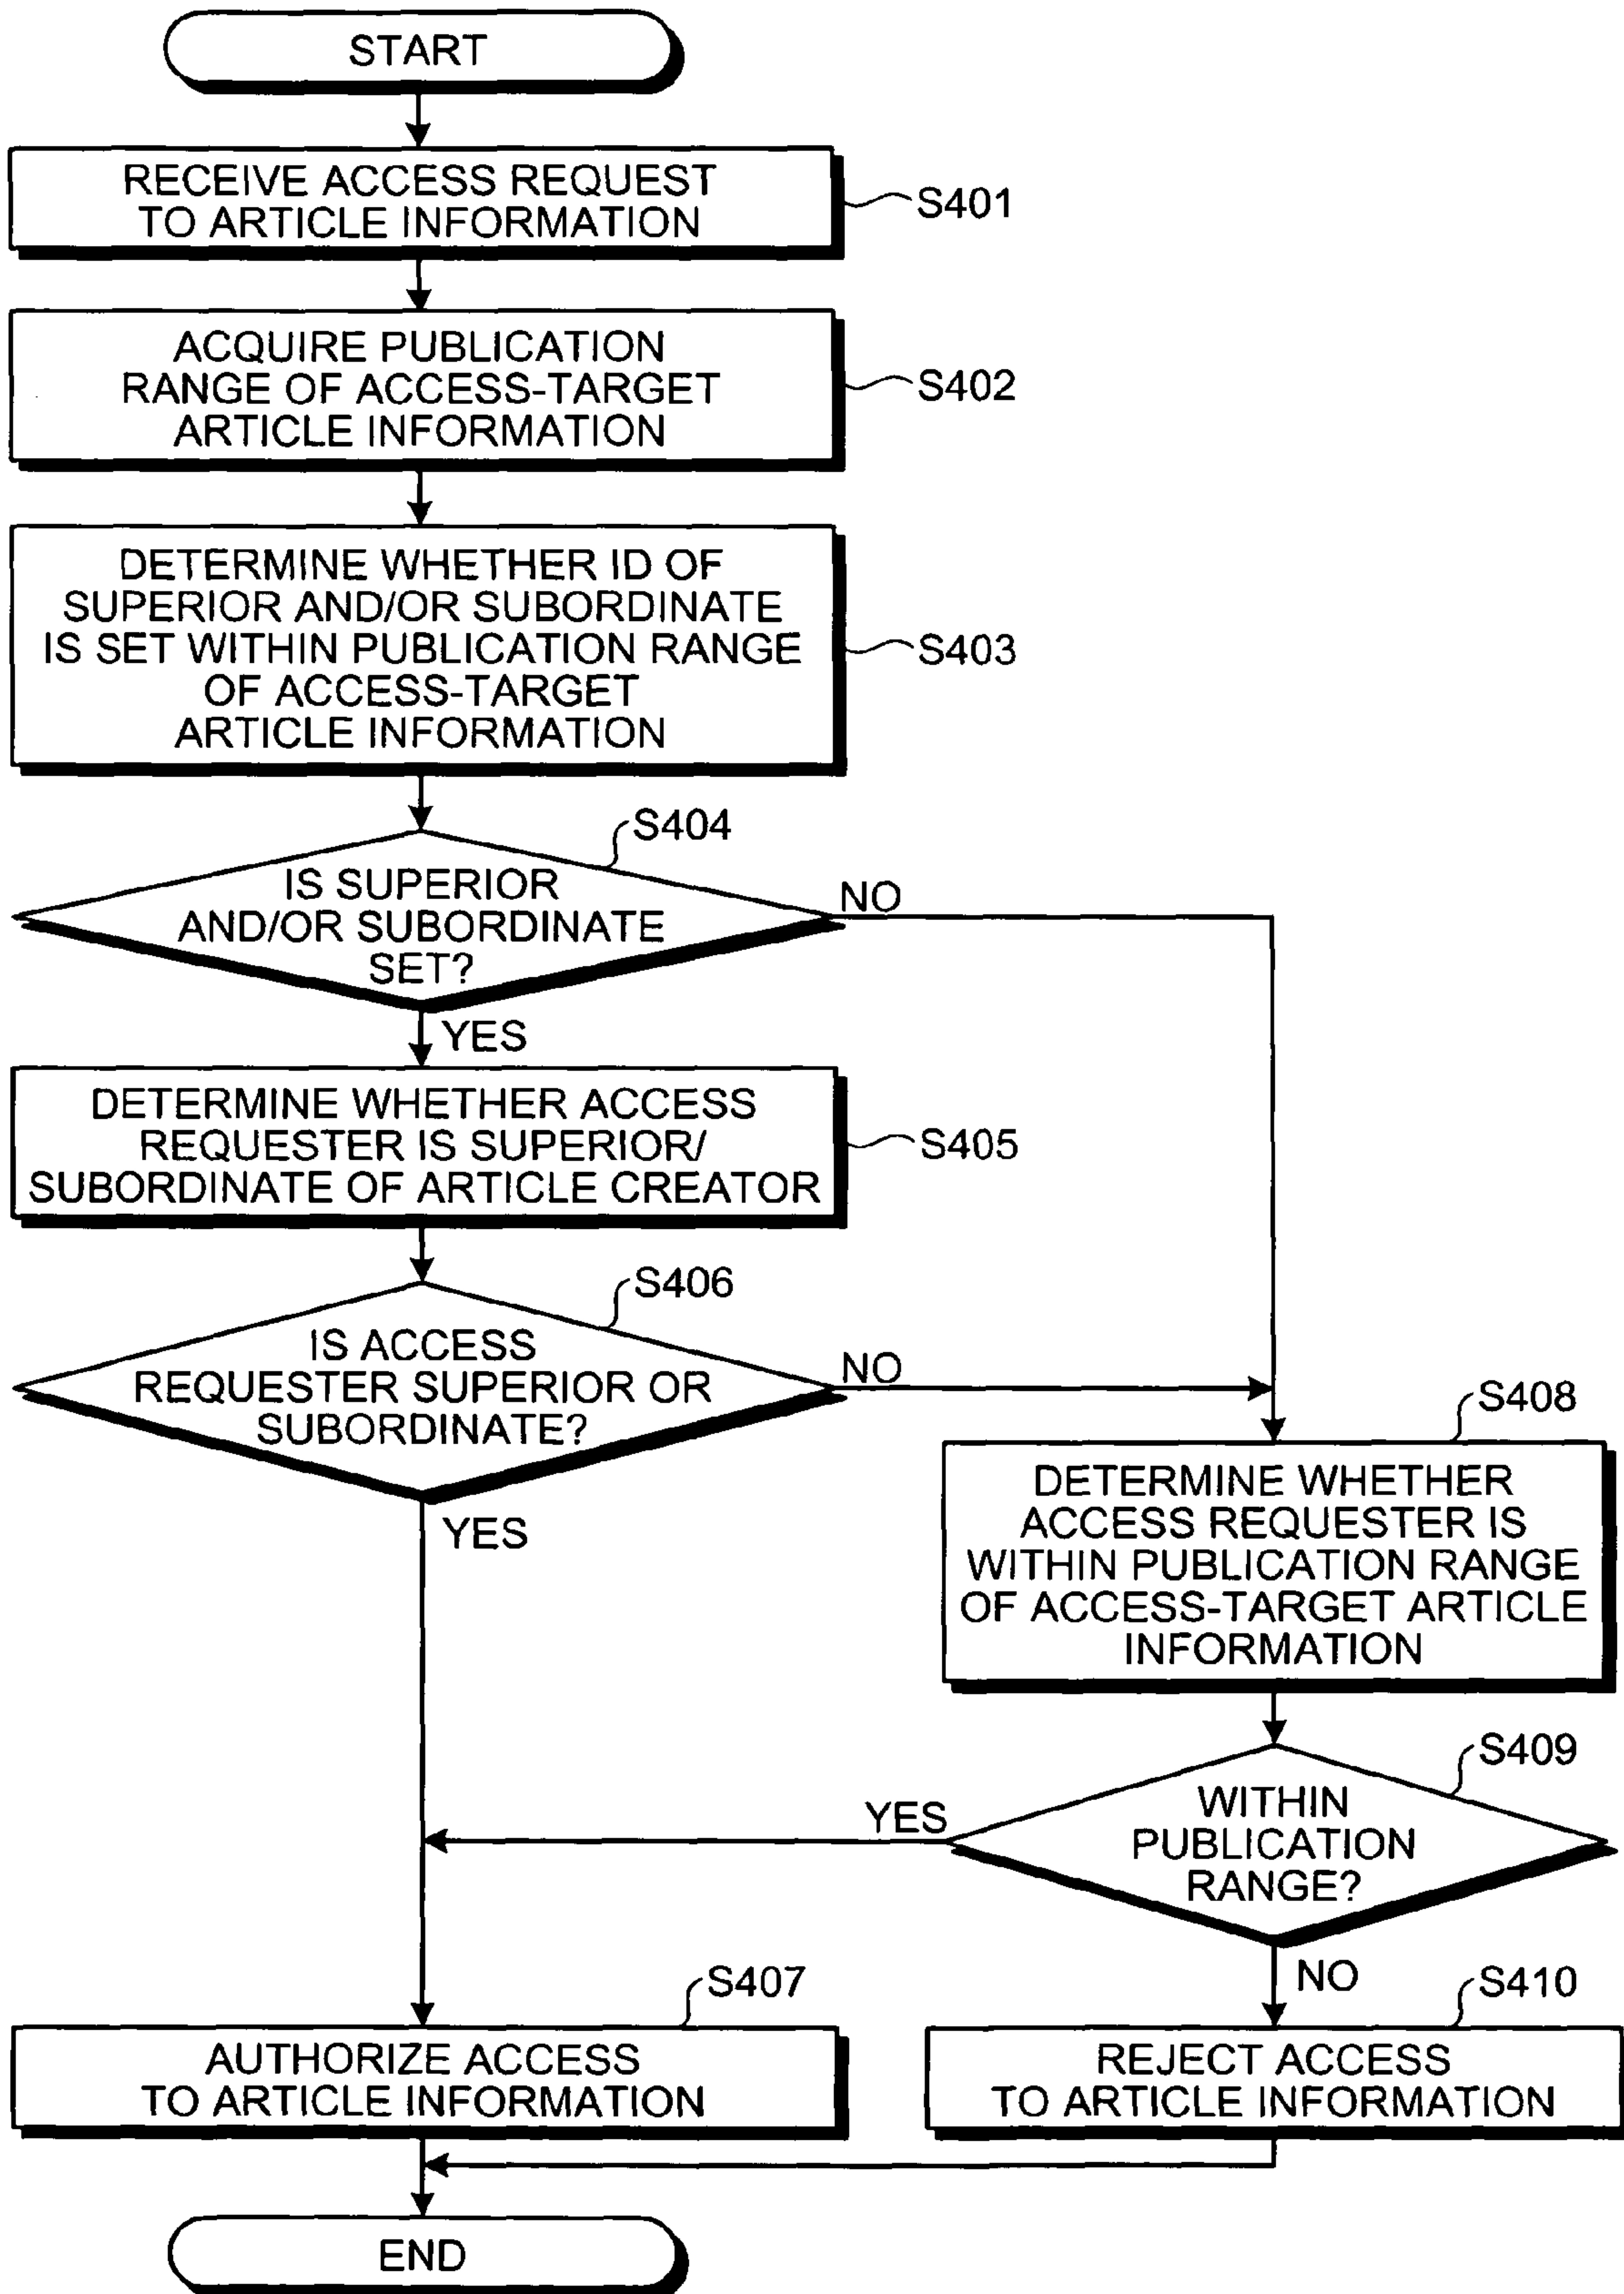 START
RECEIVE ACCESS REQUEST
TO ARTICLE INFORMATION
S401
ACQUIRE PUBLICATION
RANGE OF ACCESS-TARGET
ARTICLE INFORMATION
S402
DETERMINE WHETHER ID OF
SUPERIOR AND/OR SUBORDINATE
IS SET WITHIN PUBLICATION RANGE
OF ACCESS-TARGET
ARTICLE INFORMATION
S403
S404
IS SUPERIOR
AND/OR SUBORDINATE
SET?
NO
YES
DETERMINE WHETHER ACCESS
REQUESTER IS SUPERIOR/
SUBORDINATE OF ARTICLE CREATOR
S405
S406
IS ACCESS
REQUESTER SUPERIOR OR
SUBORDINATE?
NO
YES
S408
DETERMINE WHETHER
ACCESS REQUESTER IS
WITHIN PUBLICATION RANGE
OF ACCESS-TARGET ARTICLE
INFORMATION
S409
WITHIN
PUBLICATION
RANGE?
YES
NO
S407
AUTHORIZE ACCESS
TO ARTICLE INFORMATION
S410
REJECT ACCESS
TO ARTICLE INFORMATION
END